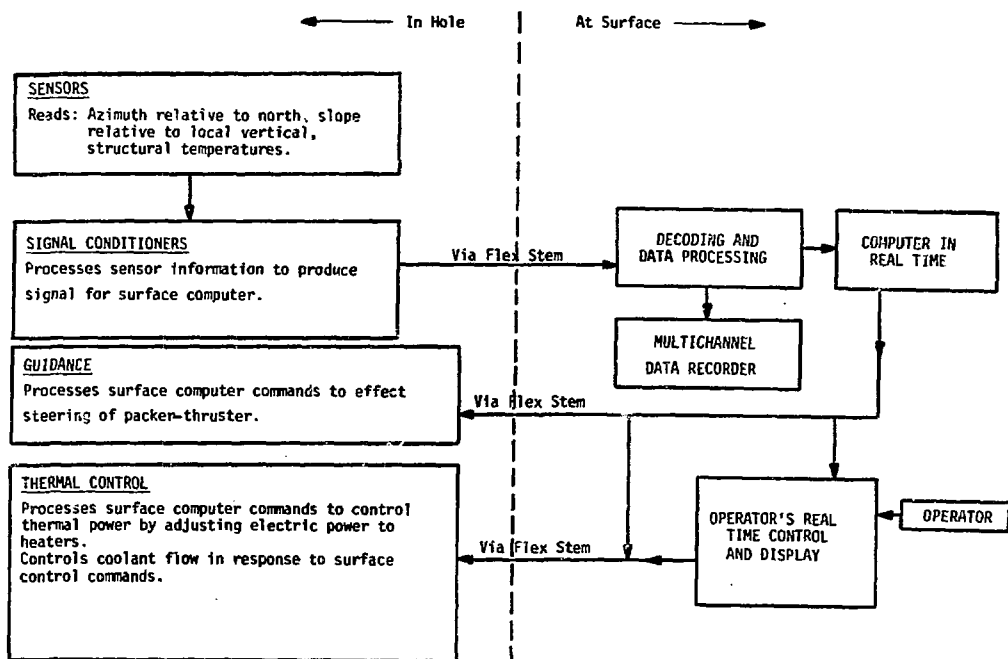 In Hole
At Surface
SENSORS
Reads: Azimuth relative to north, slope
relative to local vertical,
structural temperatures.
SIGNAL CONDITIONERS
Processes sensor information to produce
signal for surface computer.
Via Flex Stem
DECODING AND
DATA PROCESSING
COMPUTER IN
REAL TIME
MULTICHANNEL
DATA RECORDER
GUIDANCE
Processes surface computer commands to effect
steering of packer-thruster.
Via Flex Stem
THERMAL CONTROL
Processes surface computer commands to control
thermal power by adjusting electric power to
heaters.
Controls coolant flow in response to surface
control commands.
Via Flex Stem
OPERATOR'S REAL
TIME CONTROL
AND DISPLAY
OPERATOR